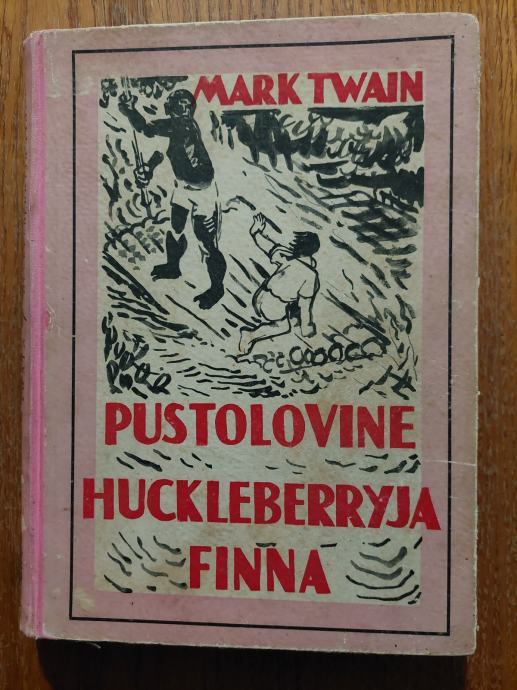 MARK TWAIN
PUSTOLOVINE
HUCKLEBERRYJA
FINNA